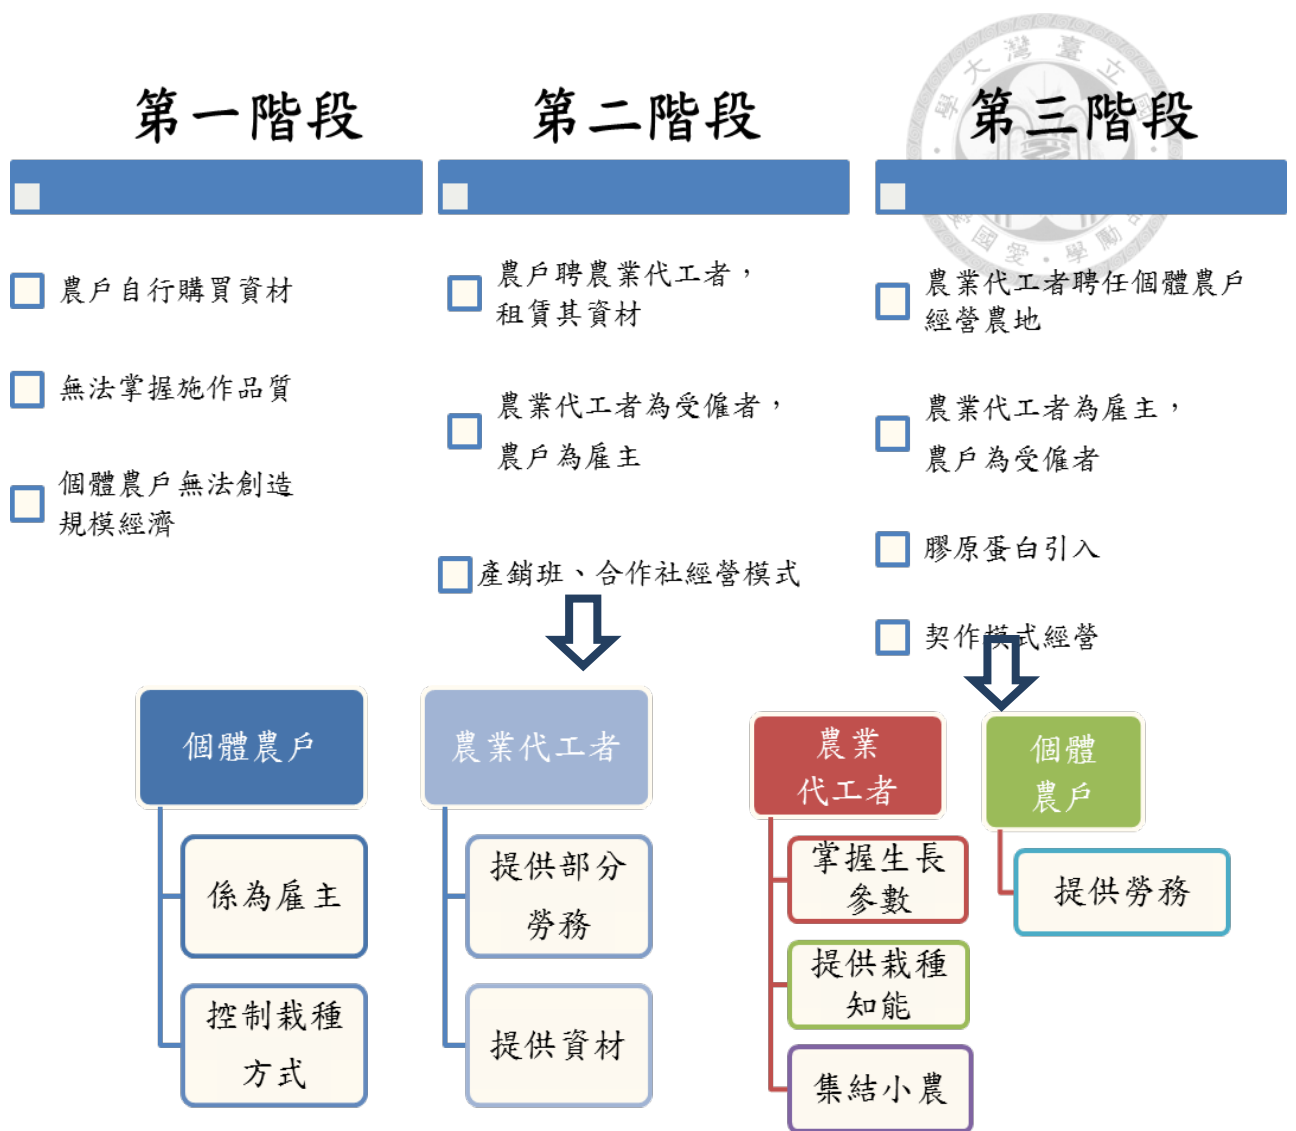 第一階段
農戶自行購買資材
無法掌握施作品質
個體農戶無法創造
規模經濟
第二階段
農戶聘農業代工者，
租賃其資材
農業代工者為受僱者，
農戶為雇主
產銷班、合作社經營模式
第三階段
農業代工者聘任個體農戶
經營農地
農業代工者為雇主，
農戶為受僱者
膠原蛋白引入
契作模式經營
個體農戶
係為雇主
控制栽種
方式
農業代工者
提供部分
勞務
提供資材
農業
代工者
掌握生長
參數
提供栽種
知能
集結小農
個體
農戶
提供勞務